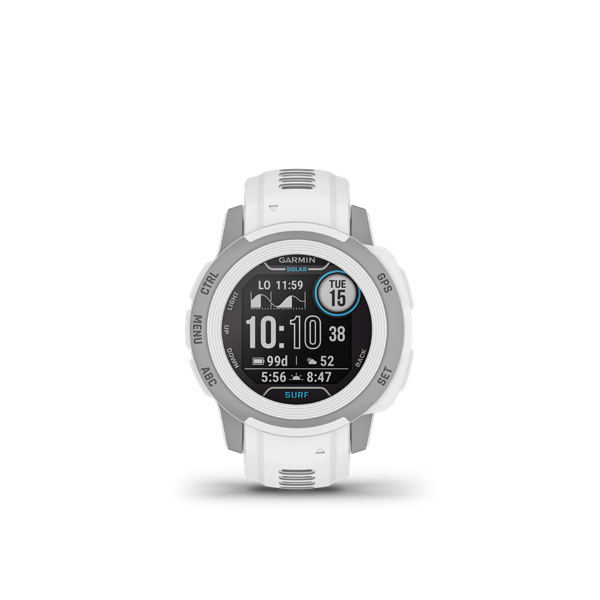 GARMIN
SOLAR
CTRL
GPS
LIGHT
LO 11:59
TUE
15
MENU
UP
10:10 38
DOWN
BACK
99d 52
ABC
SET
5:56 8:47
SURF